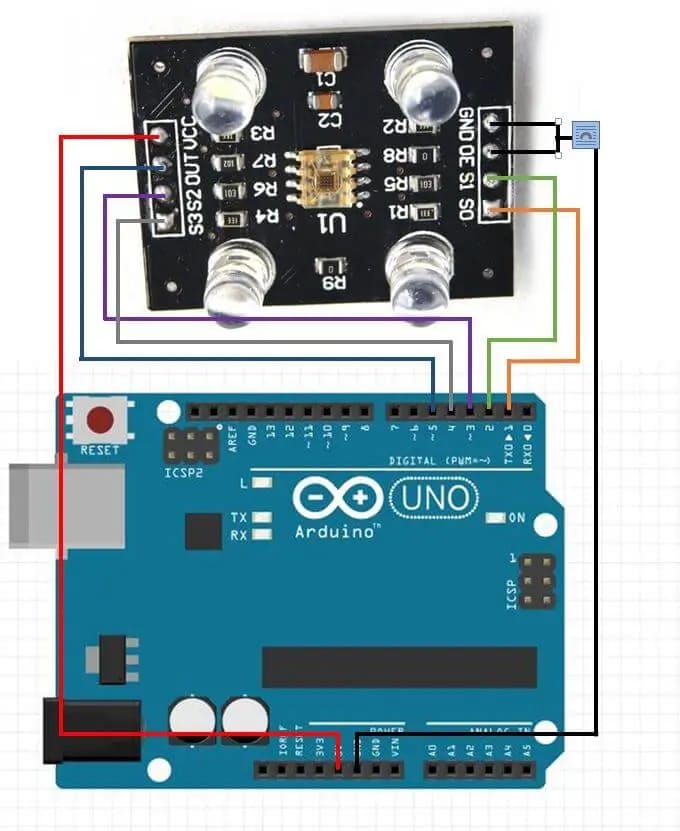 C1
C2
R3
R7
R6
R4
U1
R9
R2
R8
R5
R1
VCC
OUT
S2
S3
GND
OE
S1
S0
RESET
ICSP2
AREF
GND
13
12
~11
~10
~9
8
7
~6
~5
4
~3
2
TX0▶1
RX0◀0
DIGITAL (PWM=~)
L
TX
RX
Arduino™
UNO
ON
1
ICSP
IOREF
RESET
3V3
GND
VIN
POWER
ANALOG IN
A0
A1
A2
A3
A4
A5